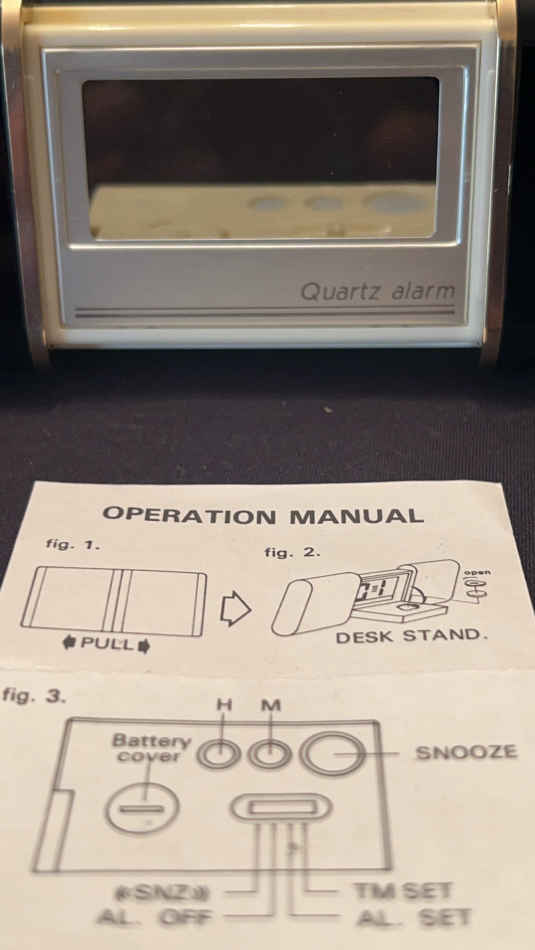 Quartz alarm
OPERATION MANUAL
fig. 1.
fig. 2.
open
PULL
DESK STAND.
fig. 3.
H M
Battery
cover
SNOOZE
((SNZ)) TM SET
AL. OFF AL. SET